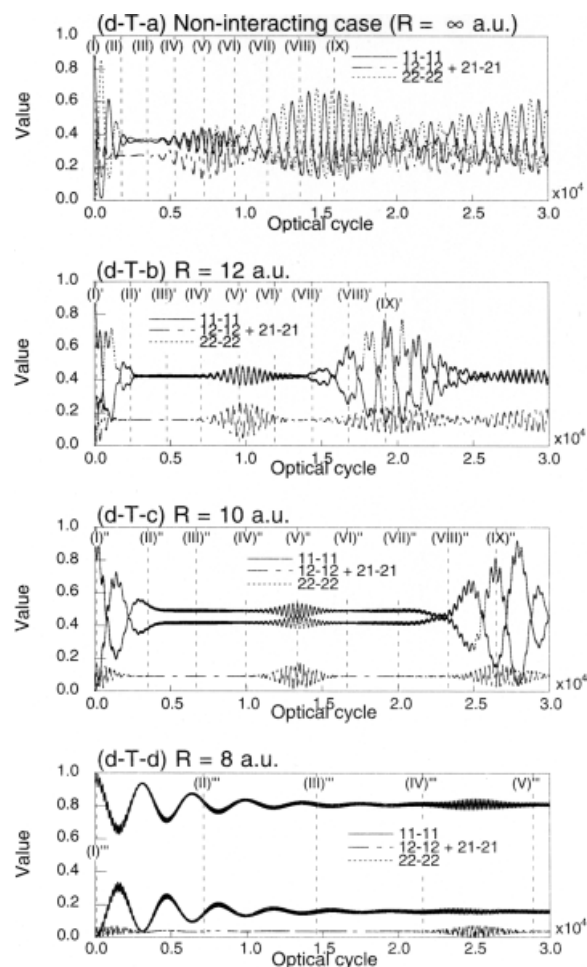 (d-T-a) Non-interacting case (R = ∞ a.u.)
(I) (II) (III) (IV) (V) (VI) (VII) (VIII) (IX)
11-11
12-12 + 21-21
22-22
Value
1.0
0.8
0.6
0.4
0.2
0.0
0.0 0.5 1.0 1.5 2.0 2.5 3.0
x10⁴
Optical cycle
(d-T-b) R = 12 a.u.
(I)' (II)' (III)' (IV)' (V)' (VI)' (VII)' (VIII)' (IX)'
11-11
12-12 + 21-21
22-22
Value
1.0
0.8
0.6
0.4
0.2
0.0
0.0 0.5 1.0 1.5 2.0 2.5 3.0
x10⁴
Optical cycle
(d-T-c) R = 10 a.u.
(I)" (II)" (III)" (IV)" (V)" (VI)" (VII)" (VIII)" (IX)"
11-11
12-12 + 21-21
22-22
Value
1.0
0.8
0.6
0.4
0.2
0.0
0.0 0.5 1.0 1.5 2.0 2.5 3.0
x10⁴
Optical cycle
(d-T-d) R = 8 a.u.
(II)''' (III)''' (IV)''' (V)'''
(I)'''
11-11
12-12 + 21-21
22-22
Value
1.0
0.8
0.6
0.4
0.2
0.0
0.0 0.5 1.0 1.5 2.0 2.5 3.0
x10⁴
Optical cycle